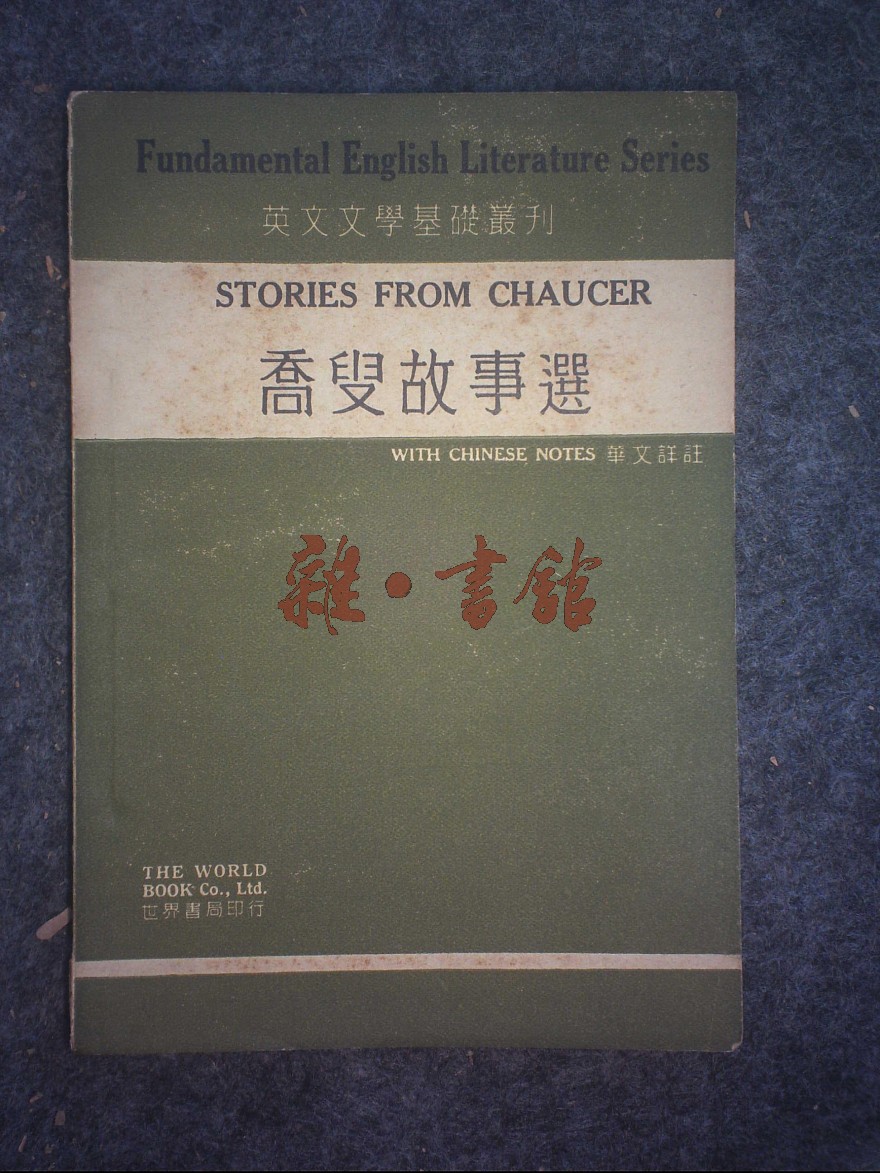 Fundamental English Literature Series
英文文學基礎叢刊
STORIES FROM CHAUCER
喬叟故事選
WITH CHINESE NOTES 華文詳註
雜·書館
THE WORLD
BOOK Co., Ltd.
世界書局印行